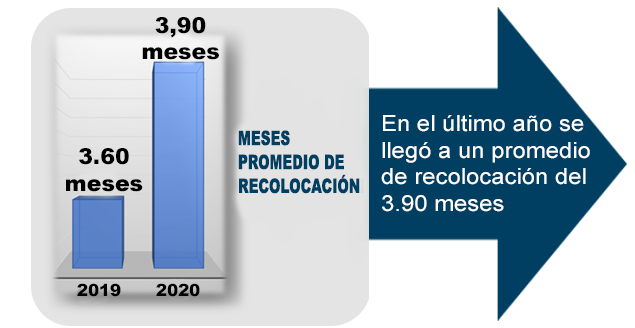 3,90
meses
3.60
meses
2019
2020
MESES
PROMEDIO DE
RECOLOCACIÓN
En el último año se
llegó a un promedio
de recolocación del
3.90 meses